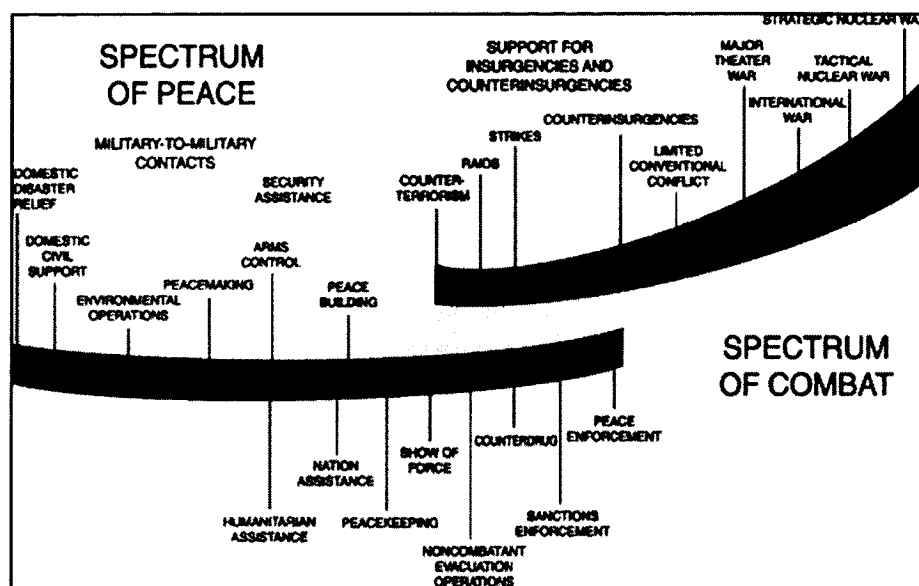 STRATEGIC NUCLEAR WAR
SPECTRUM
OF PEACE
SUPPORT FOR
INSURGENCIES AND
COUNTERINSURGENCIES
MAJOR
THEATER
WAR
TACTICAL
NUCLEAR WAR
INTERNATIONAL
WAR
COUNTERINSURGENCIES
STRIKES
RAIDS
LIMITED
CONVENTIONAL
CONFLICT
MILITARY-TO-MILITARY
CONTACTS
DOMESTIC
DISASTER
RELIEF
SECURITY
ASSISTANCE
COUNTER-
TERRORISM
DOMESTIC
CIVIL
SUPPORT
ARMS
CONTROL
PEACEMAKING
PEACE
BUILDING
ENVIRONMENTAL
OPERATIONS
SPECTRUM
OF COMBAT
PEACE
ENFORCEMENT
COUNTERDRUG
SHOW OF
FORCE
NATION
ASSISTANCE
HUMANITARIAN
ASSISTANCE
PEACEKEEPING
SANCTIONS
ENFORCEMENT
NONCOMBATANT
EVACUATION
OPERATIONS